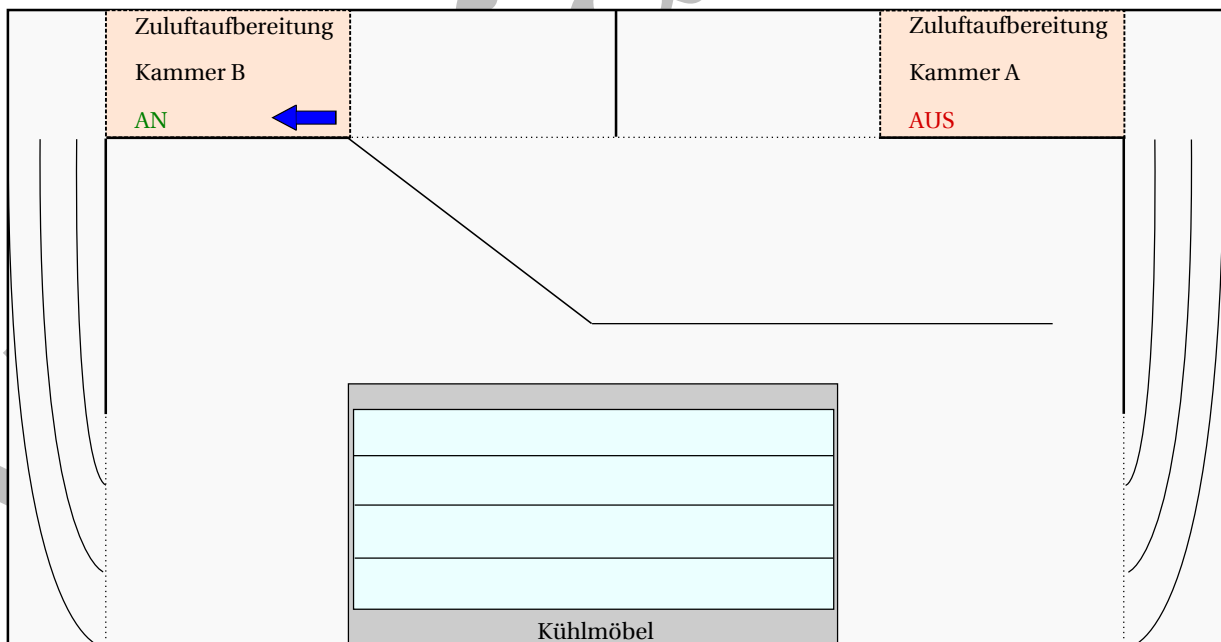 Zuluftaufbereitung
Kammer B
AN
Zuluftaufbereitung
Kammer A
AUS
Kühlmöbel